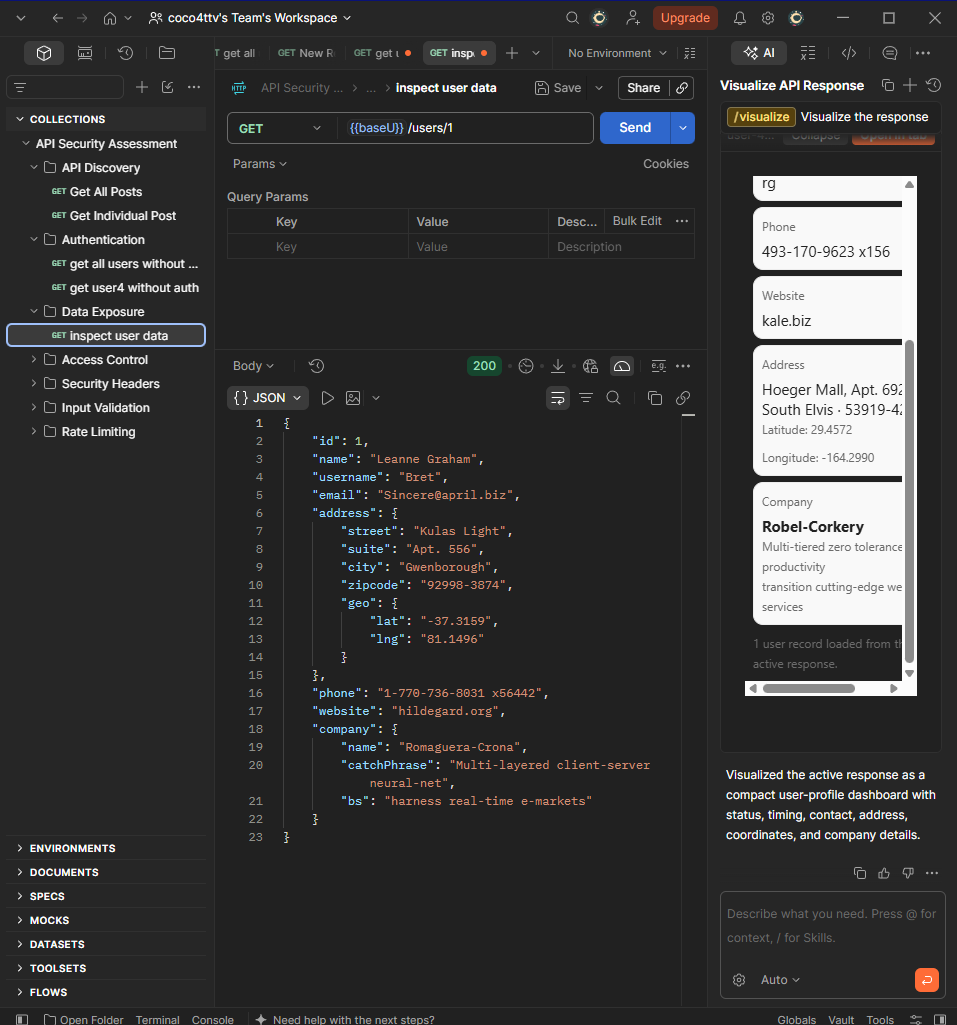 coco4ttv's Team's Workspace
Upgrade
T get all
GET New R
GET get u
GET insp
No Environment
AI
API Security ... > ... > inspect user data
Save
Share
Visualize API Response
/visualize Visualize the response
Collapse
Open in tab
COLLECTIONS
API Security Assessment
API Discovery
GET Get All Posts
GET Get Individual Post
Authentication
GET get all users without ...
GET get user4 without auth
Data Exposure
GET inspect user data
Access Control
Security Headers
Input Validation
Rate Limiting
ENVIRONMENTS
DOCUMENTS
SPECS
MOCKS
DATASETS
TOOLSETS
FLOWS
HTTP
GET
{{baseU}} /users/1
Send
Params
Cookies
Query Params
Key Value Desc... Bulk Edit
Key Value Description
Body
200
e.g.
{} JSON
1 {
2 "id": 1,
3 "name": "Leanne Graham",
4 "username": "Bret",
5 "email": "Sincere@april.biz",
6 "address": {
7 "street": "Kulas Light",
8 "suite": "Apt. 556",
9 "city": "Gwenborough",
10 "zipcode": "92998-3874",
11 "geo": {
12 "lat": "-37.3159",
13 "lng": "81.1496"
14 }
15 },
16 "phone": "1-770-736-8031 x56442",
17 "website": "hildegard.org",
18 "company": {
19 "name": "Romaguera-Crona",
20 "catchPhrase": "Multi-layered client-server
neural-net",
21 "bs": "harness real-time e-markets"
22 }
23 }
rg
Phone
493-170-9623 x156
Website
kale.biz
Address
Hoeger Mall, Apt. 692
South Elvis · 53919-42
Latitude: 29.4572
Longitude: -164.2990
Company
Robel-Corkery
Multi-tiered zero tolerance
productivity
transition cutting-edge we
services
1 user record loaded from th
active response.
Visualized the active response as a
compact user-profile dashboard with
status, timing, contact, address,
coordinates, and company details.
Describe what you need. Press @ for
context, / for Skills.
Auto
Open Folder
Terminal
Console
Need help with the next steps?
Globals
Vault
Tools